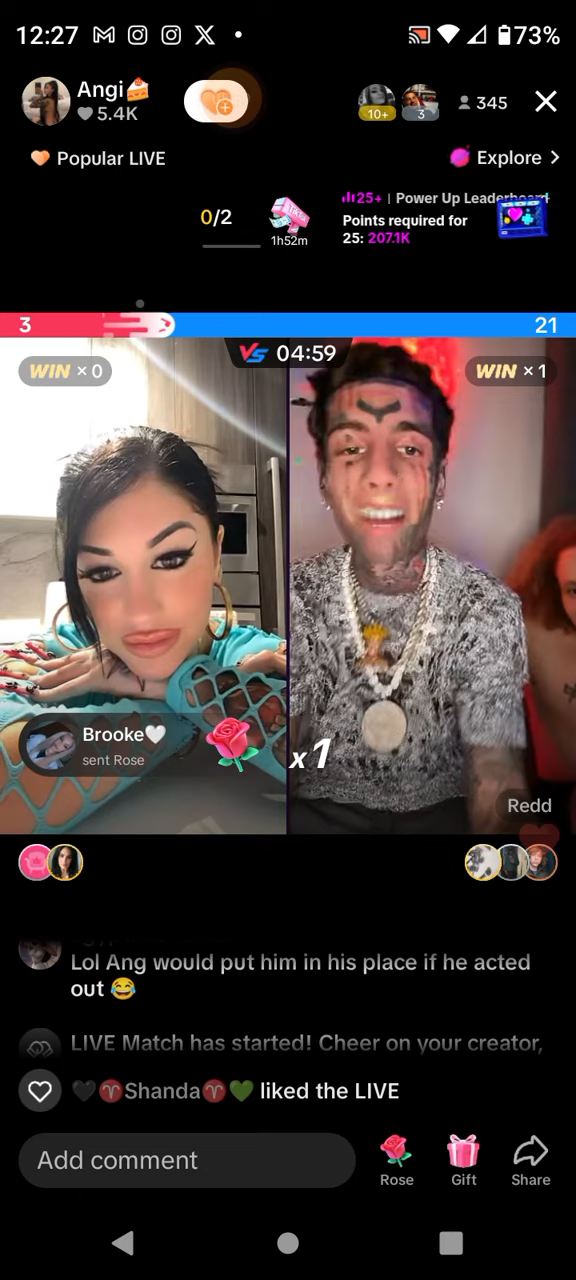 12:27
73%
Angi🍰
5.4K
10+
3
345
Popular LIVE
Explore
0/2
1h52m
25+ | Power Up Leaderboard
Points required for
25: 207.1K
3
21
WIN × 0
VS 04:59
WIN × 1
Brooke🤍
sent Rose
x1
Redd
Lol Ang would put him in his place if he acted
out 😂
LIVE Match has started! Cheer on your creator,
🖤♈Shanda♈💚 liked the LIVE
Add comment
Rose
Gift
Share